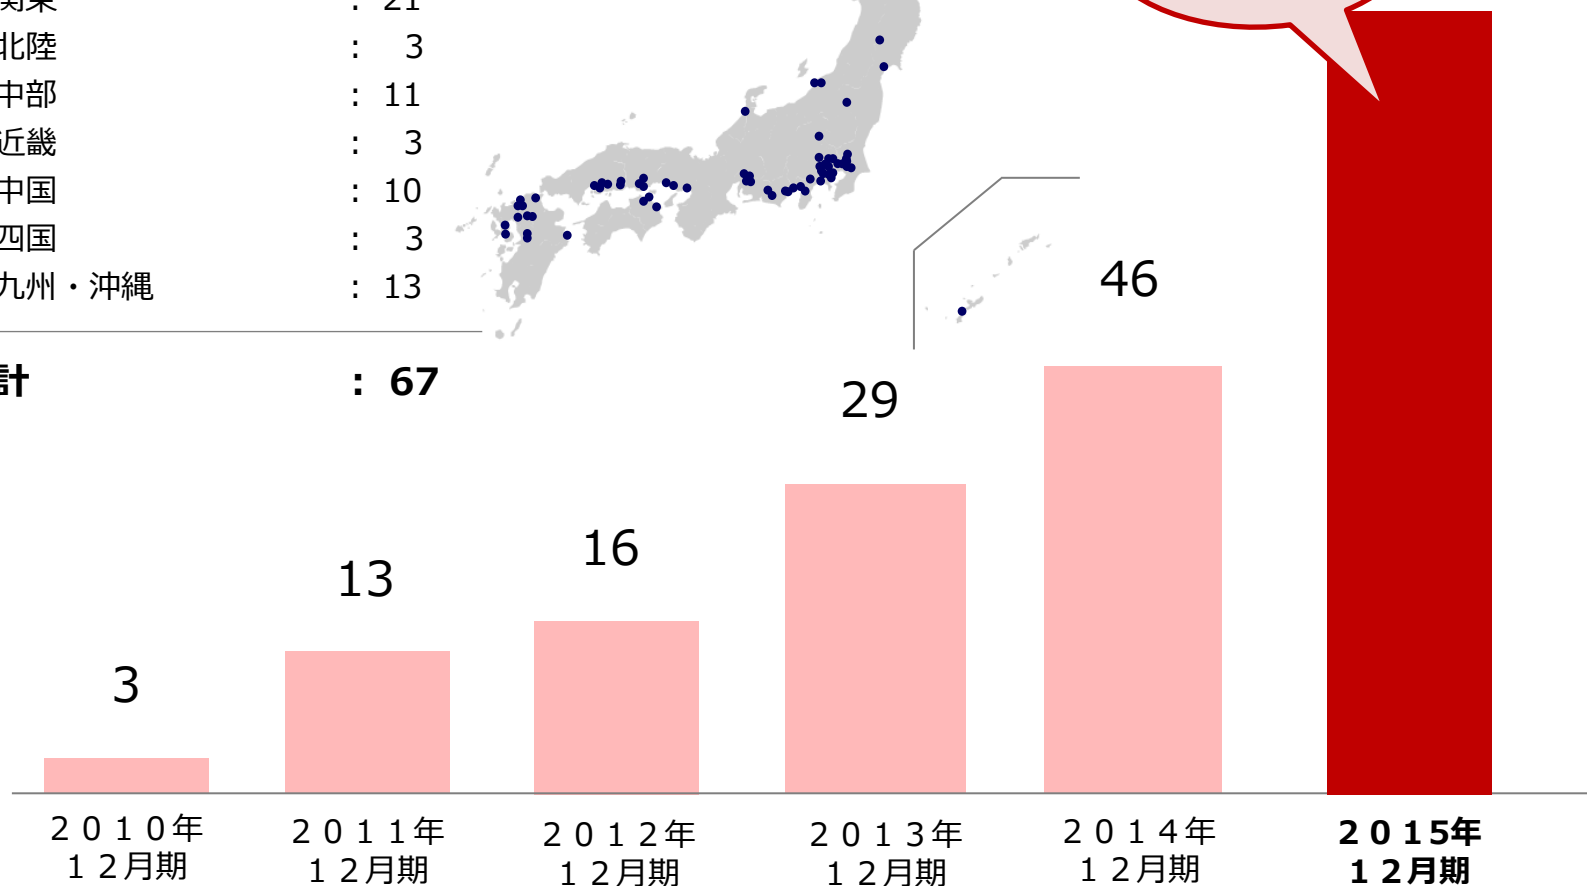 関東 : 21
北陸 : 3
中部 : 11
近畿 : 3
中国 : 10
四国 : 3
九州・沖縄 : 13
計 : 67
46
29
16
13
3
２０１０年
１２月期
２０１１年
１２月期
２０１２年
１２月期
２０１３年
１２月期
２０１４年
１２月期
２０１5年
１２月期